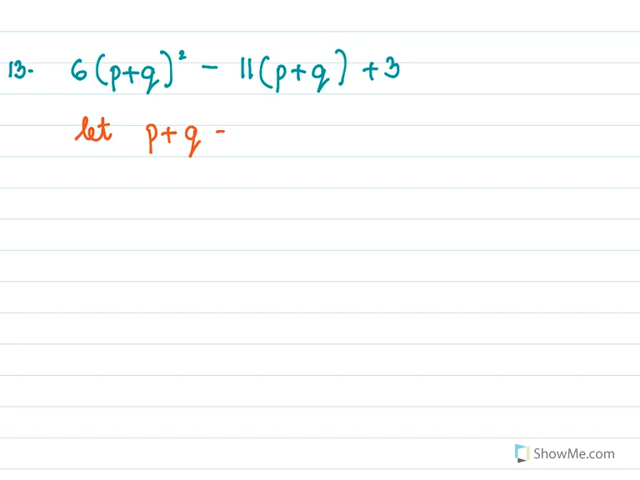 13. 6(p+q)² - 11(p+q) +3
let p+q -
ShowMe.com